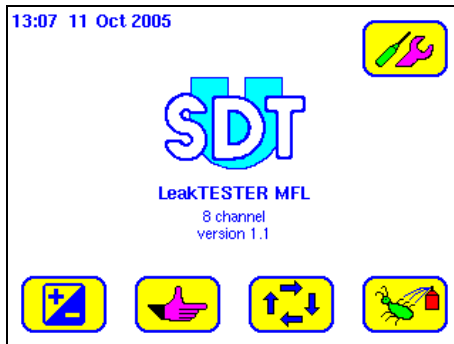 13:07 11 Oct 2005
SDT
LeakTESTER MFL
8 channel
version 1.1